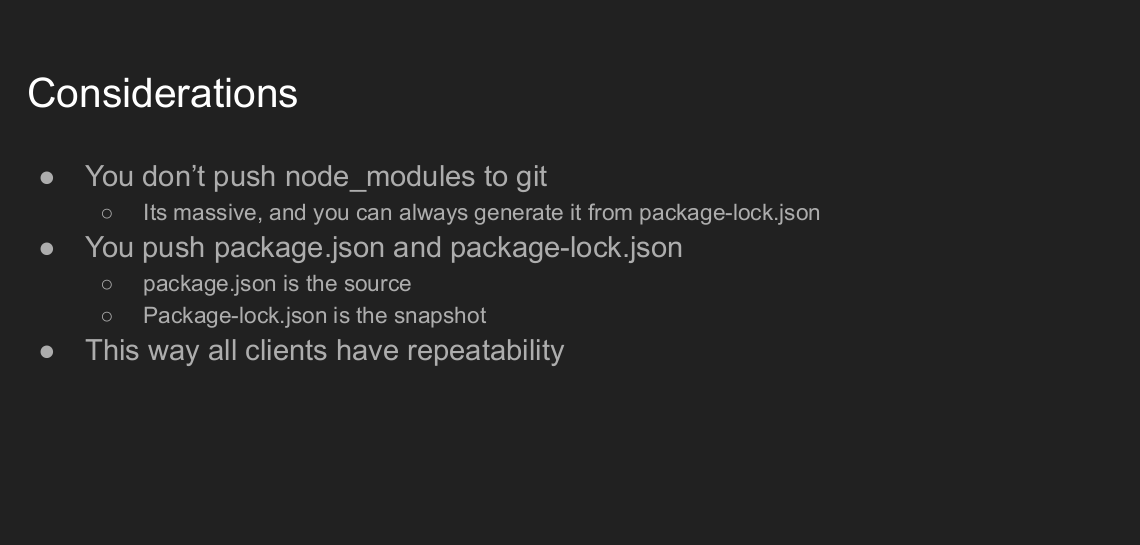 Considerations
● You don’t push node_modules to git
○ Its massive, and you can always generate it from package-lock.json
● You push package.json and package-lock.json
○ package.json is the source
○ Package-lock.json is the snapshot
● This way all clients have repeatability